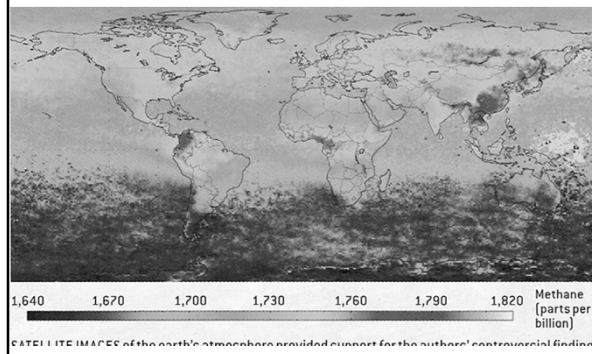 1,640 1,670 1,700 1,730 1,760 1,790 1,820
Methane
(parts per
billion)
SATELLITE IMAGES of the earth's atmosphere provided support for the authors' controversial finding